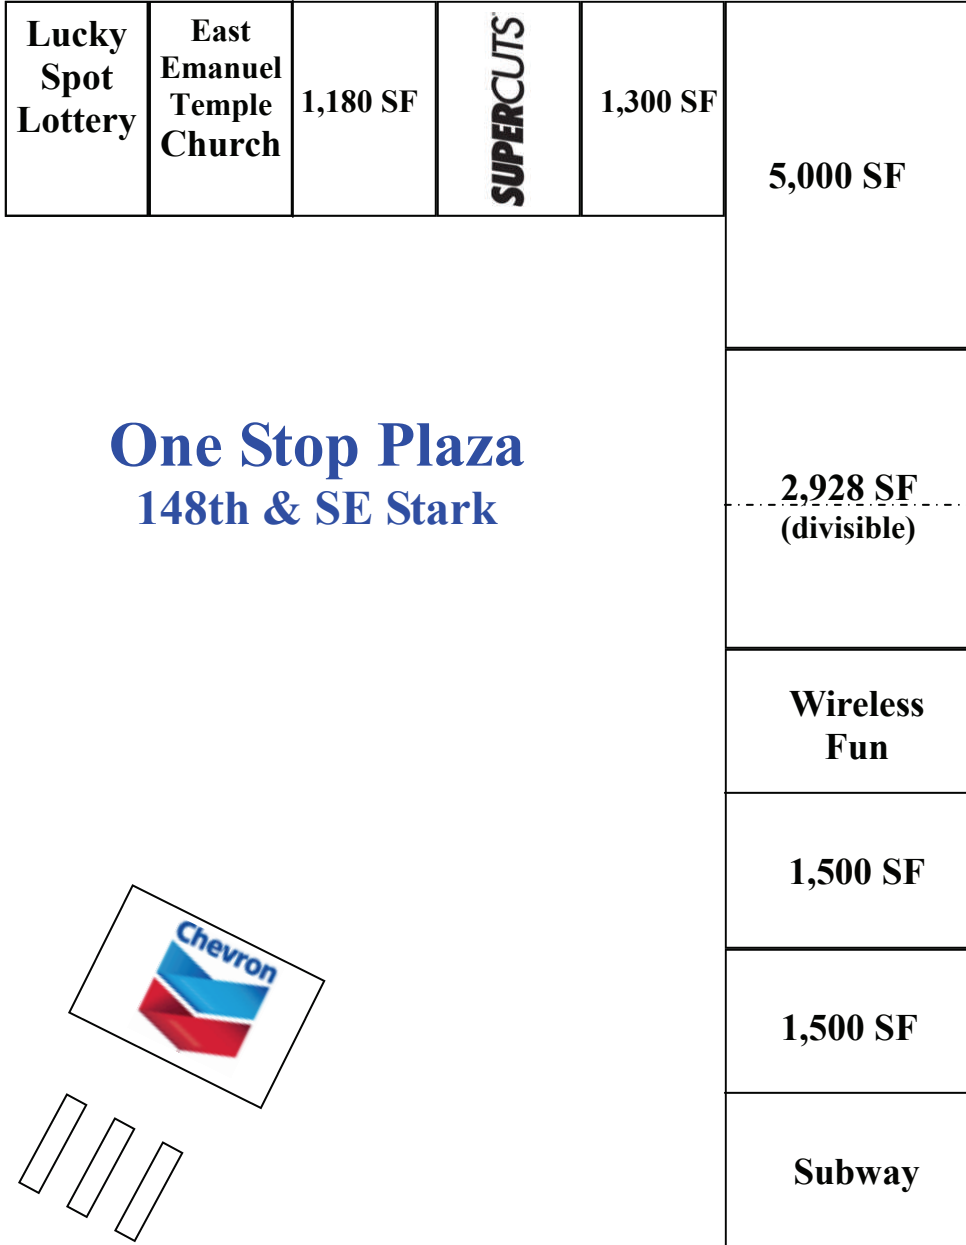 Lucky
Spot
Lottery
East
Emanuel
Temple
Church
1,180 SF
SUPERCUTS
1,300 SF
5,000 SF
One Stop Plaza
148th & SE Stark
2,928 SF
(divisible)
Wireless
Fun
1,500 SF
Chevron
1,500 SF
Subway